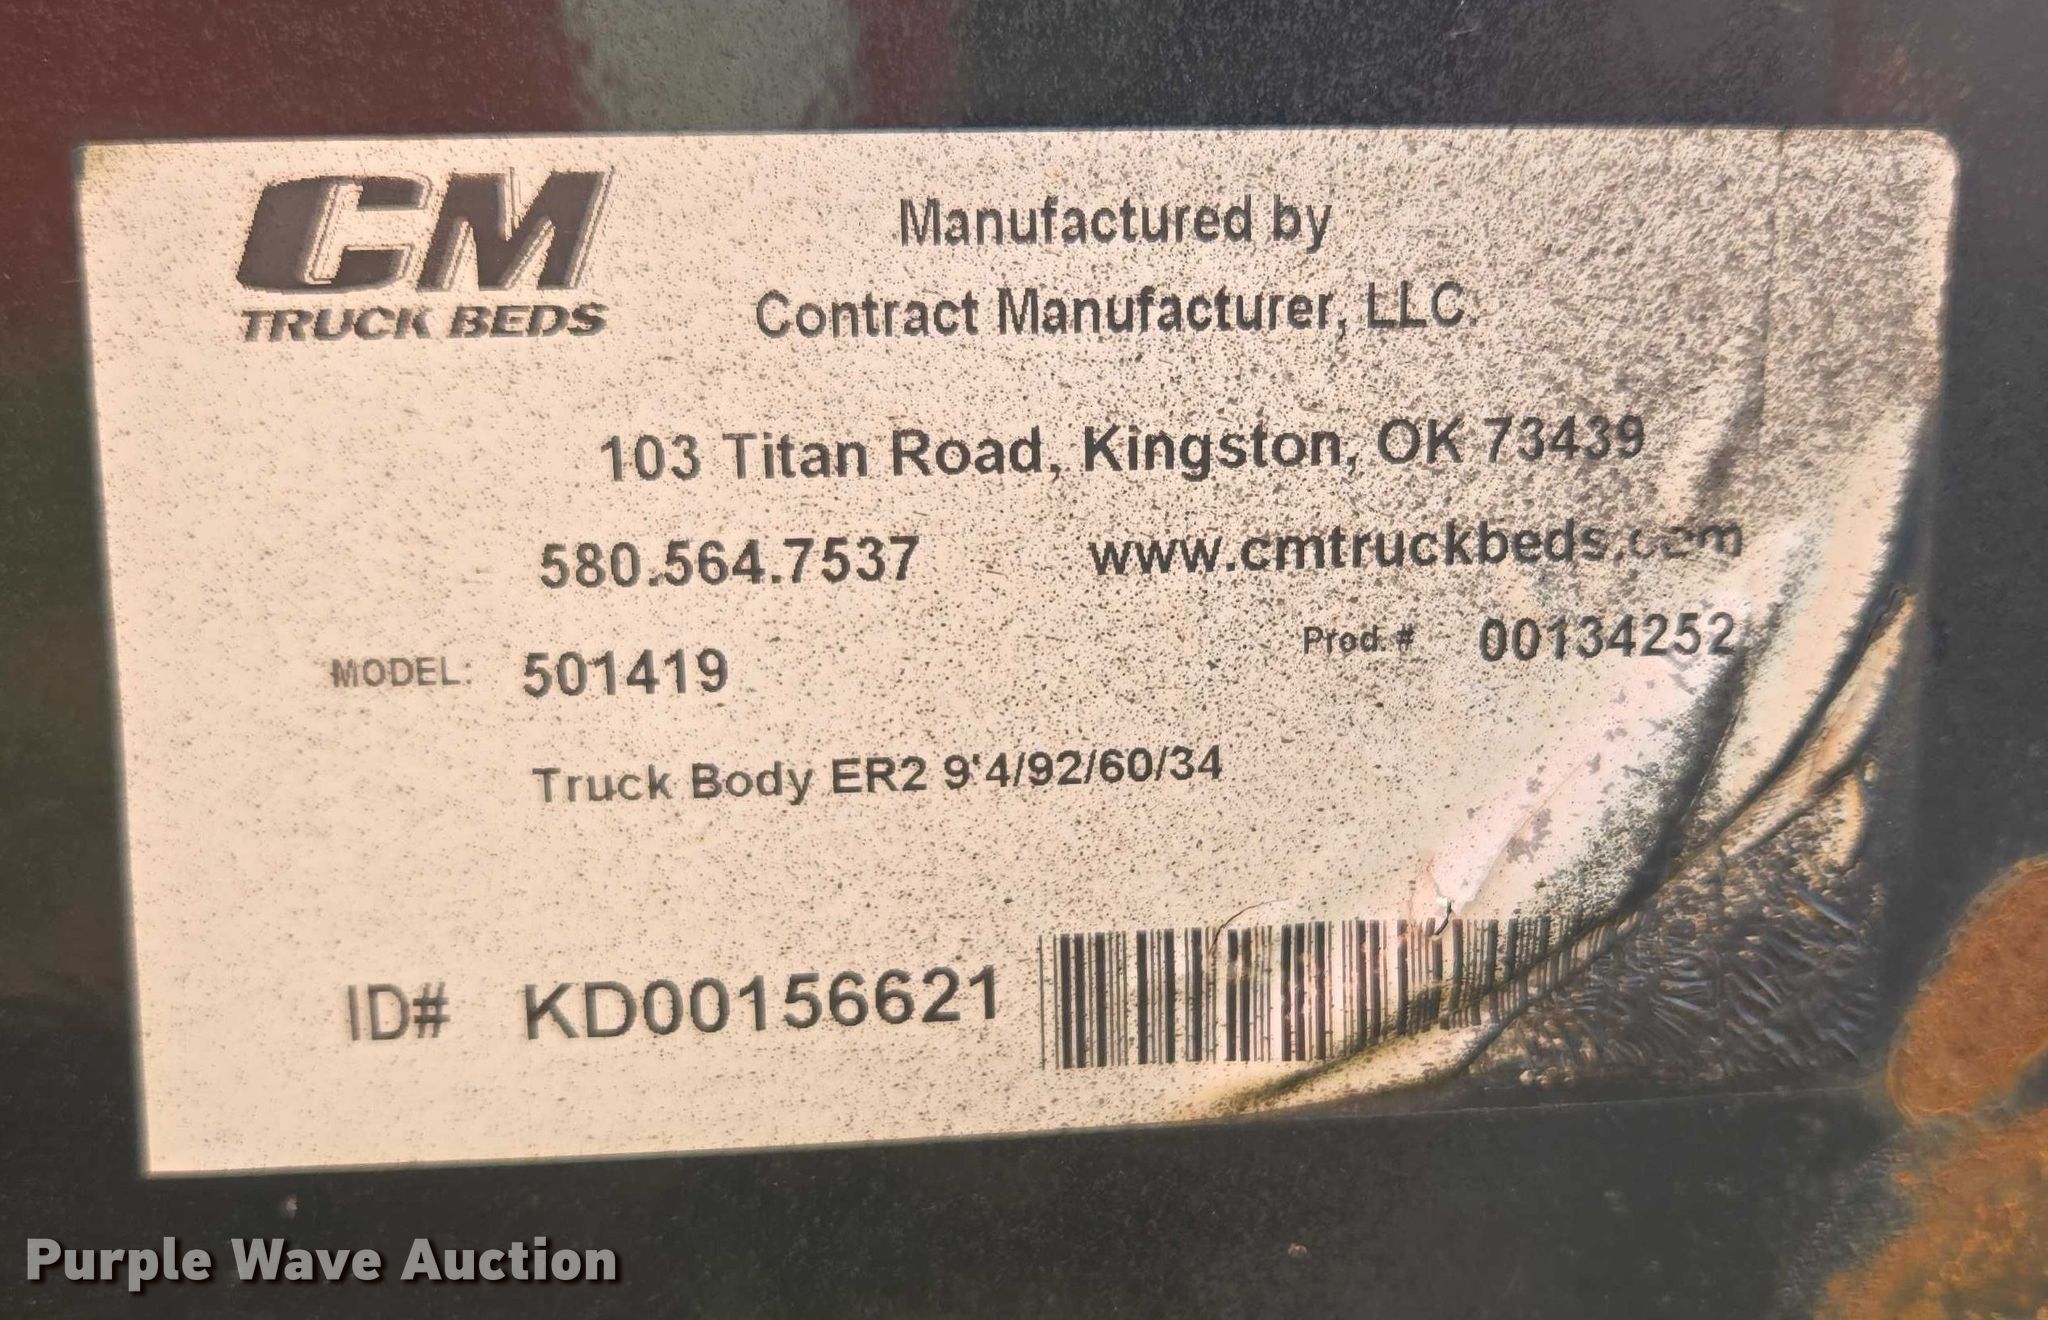 CM
TRUCK BEDS
Manufactured by
Contract Manufacturer, LLC.
103 Titan Road, Kingston, OK 73439
580.564.7537 www.cmtruckbeds.com
MODEL: 501419 Prod. # 00134252
Truck Body ER2 9'4/92/60/34
ID# KD00156621
Purple Wave Auction